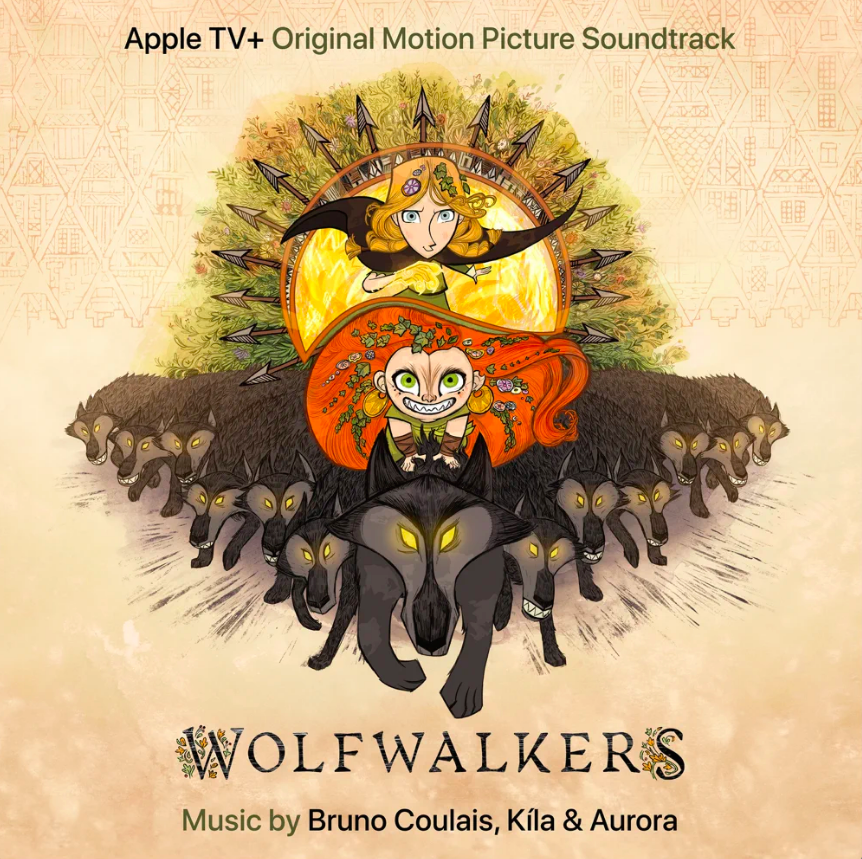 Apple TV+ Original Motion Picture Soundtrack
WOLFWALKERS
Music by Bruno Coulais, Kíla & Aurora